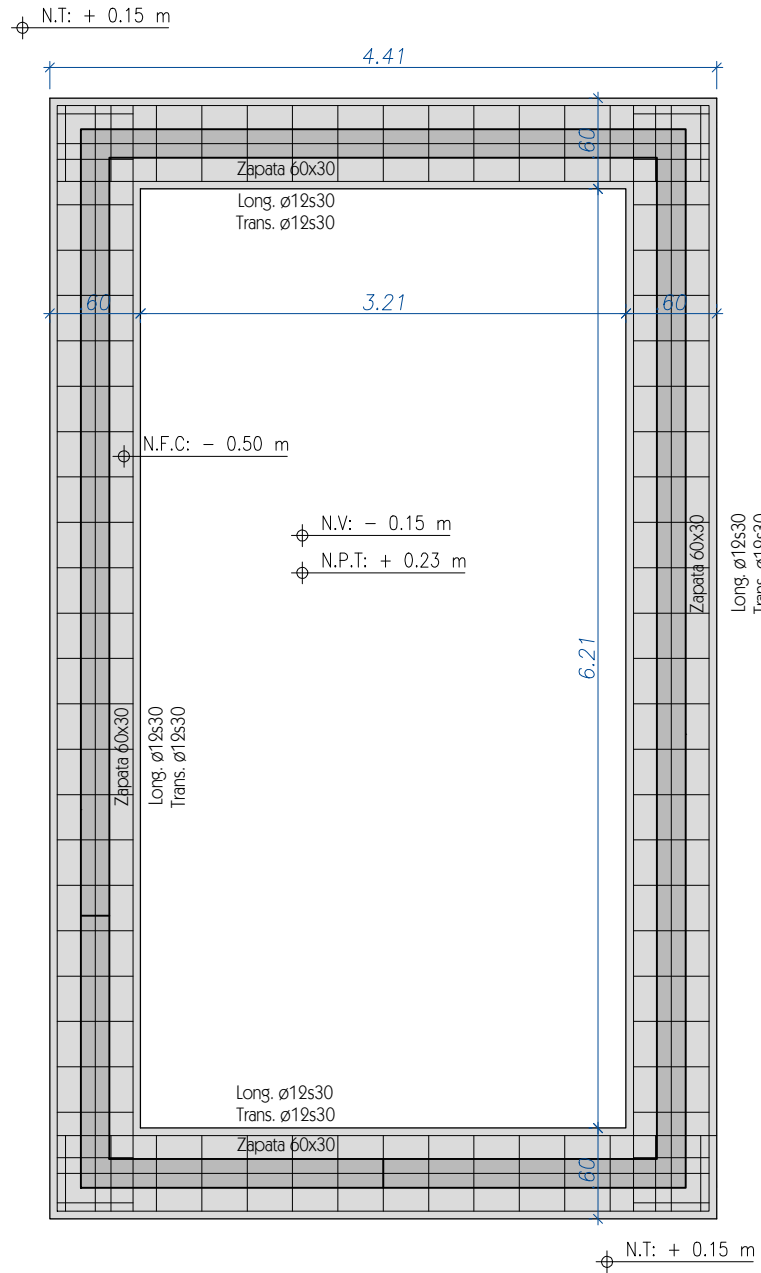 N.T: + 0.15 m
4.41
60
Zapata 60x30
Long. ø12s30
Trans. ø12s30
60
3.21
60
N.F.C: - 0.50 m
N.V: - 0.15 m
N.P.T: + 0.23 m
Zapata 60x30
Long. ø12s30
Trans. ø12s30
6.21
Zapata 60x30
Long. ø12s30
Trans. ø12s30
Long. ø12s30
Trans. ø12s30
Zapata 60x30
60
N.T: + 0.15 m